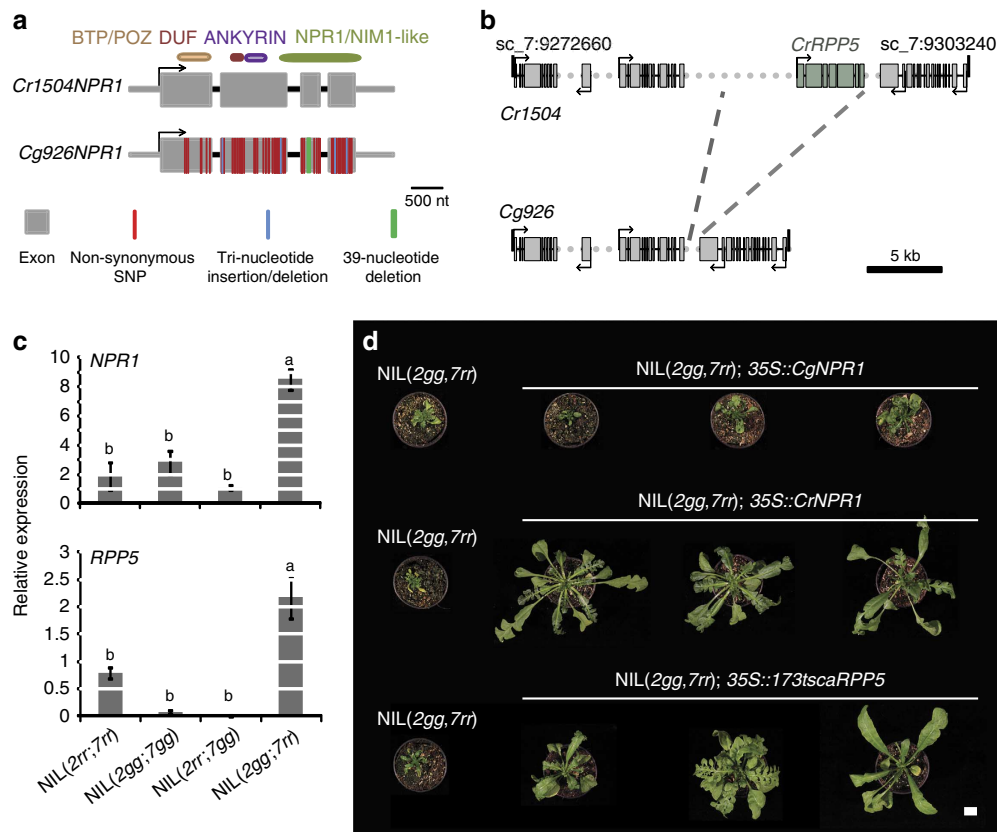 a
BTP/POZ DUF ANKYRIN NPR1/NIM1-like
Cr1504NPR1
Cg926NPR1
500 nt
Exon
Non-synonymous
SNP
Tri-nucleotide
insertion/deletion
39-nucleotide
deletion
b
sc_7:9272660
CrRPP5
sc_7:9303240
Cr1504
Cg926
5 kb
c
Relative expression
NPR1
10
8
6
4
2
0
b
b
b
a
RPP5
3
2.5
2
1.5
1
0.5
0
b
b
b
a
NIL(2rr;7rr)
NIL(2gg;7gg)
NIL(2rr;7gg)
NIL(2gg;7rr)
d
NIL(2gg,7rr)
NIL(2gg,7rr); 35S::CgNPR1
NIL(2gg,7rr)
NIL(2gg,7rr); 35S::CrNPR1
NIL(2gg,7rr)
NIL(2gg,7rr); 35S::173tscaRPP5